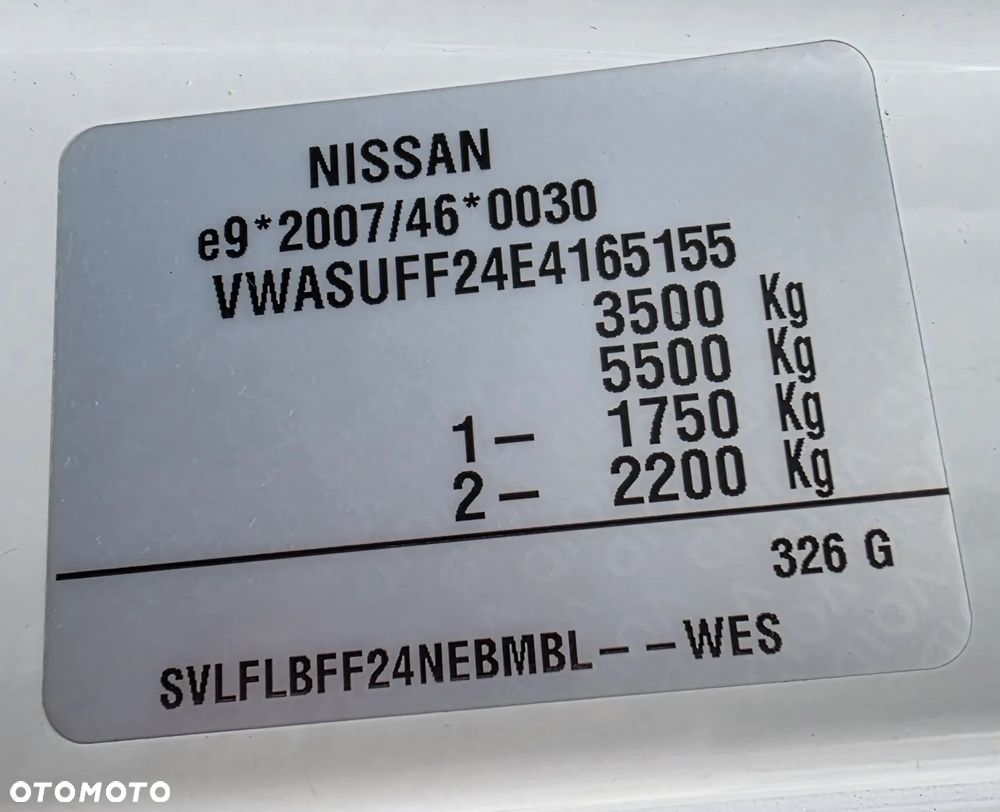 NISSAN
e9*2007/46*0030
VWASUFF24E4165155
3500 Kg
5500 Kg
1- 1750 Kg
2- 2200 Kg
326 G
SVLFLBFF24NEBMBL--WES
OTOMOTO